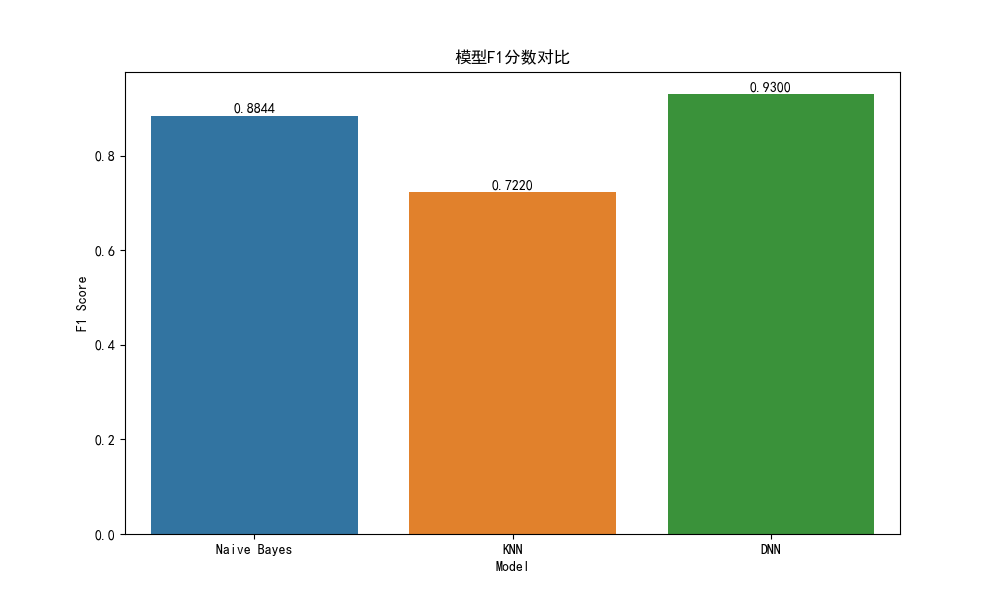 模型F1分数对比
0.9300
0.8844
0.7220
0.8
0.6
0.4
0.2
0.0
F1 Score
Naive Bayes
KNN
DNN
Model